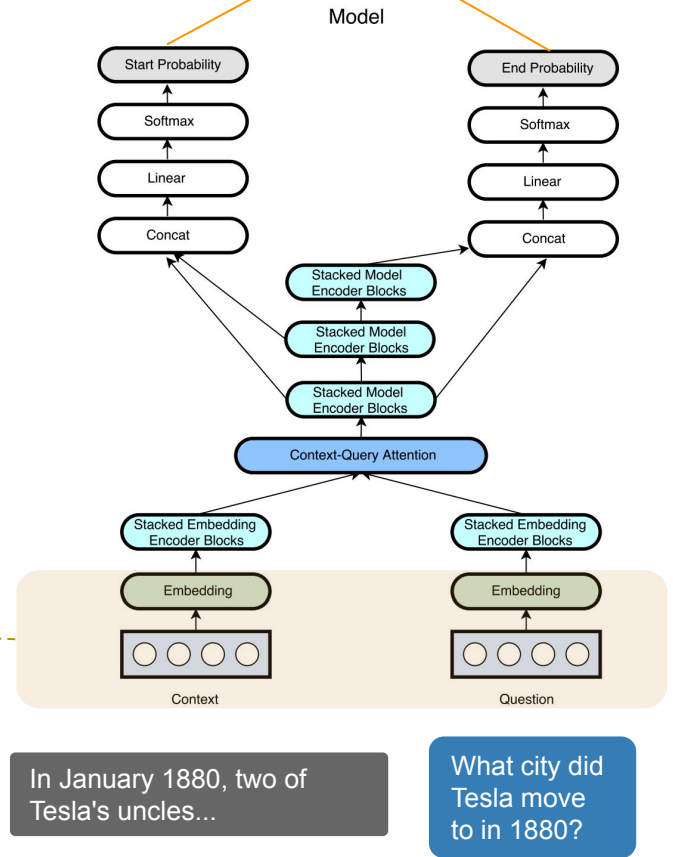 Model
Start Probability
End Probability
Softmax
Softmax
Linear
Linear
Concat
Concat
Stacked Model
Encoder Blocks
Stacked Model
Encoder Blocks
Stacked Model
Encoder Blocks
Context-Query Attention
Stacked Embedding
Encoder Blocks
Stacked Embedding
Encoder Blocks
Embedding
Embedding
Context
Question
In January 1880, two of
Tesla's uncles...
What city did
Tesla move
to in 1880?